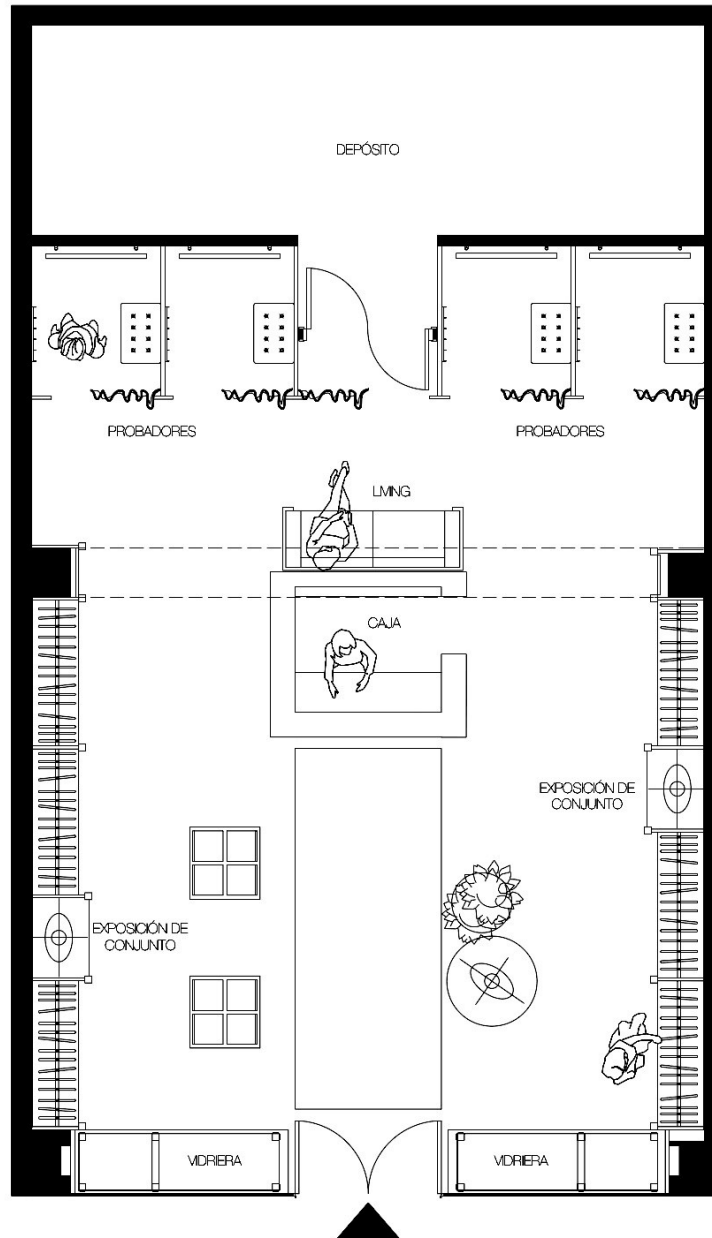 DEPÓSITO
PROBADORES
PROBADORES
LIVING
CAJA
EXPOSICIÓN DE
CONJUNTO
EXPOSICIÓN DE
CONJUNTO
VIDRIERA
VIDRIERA